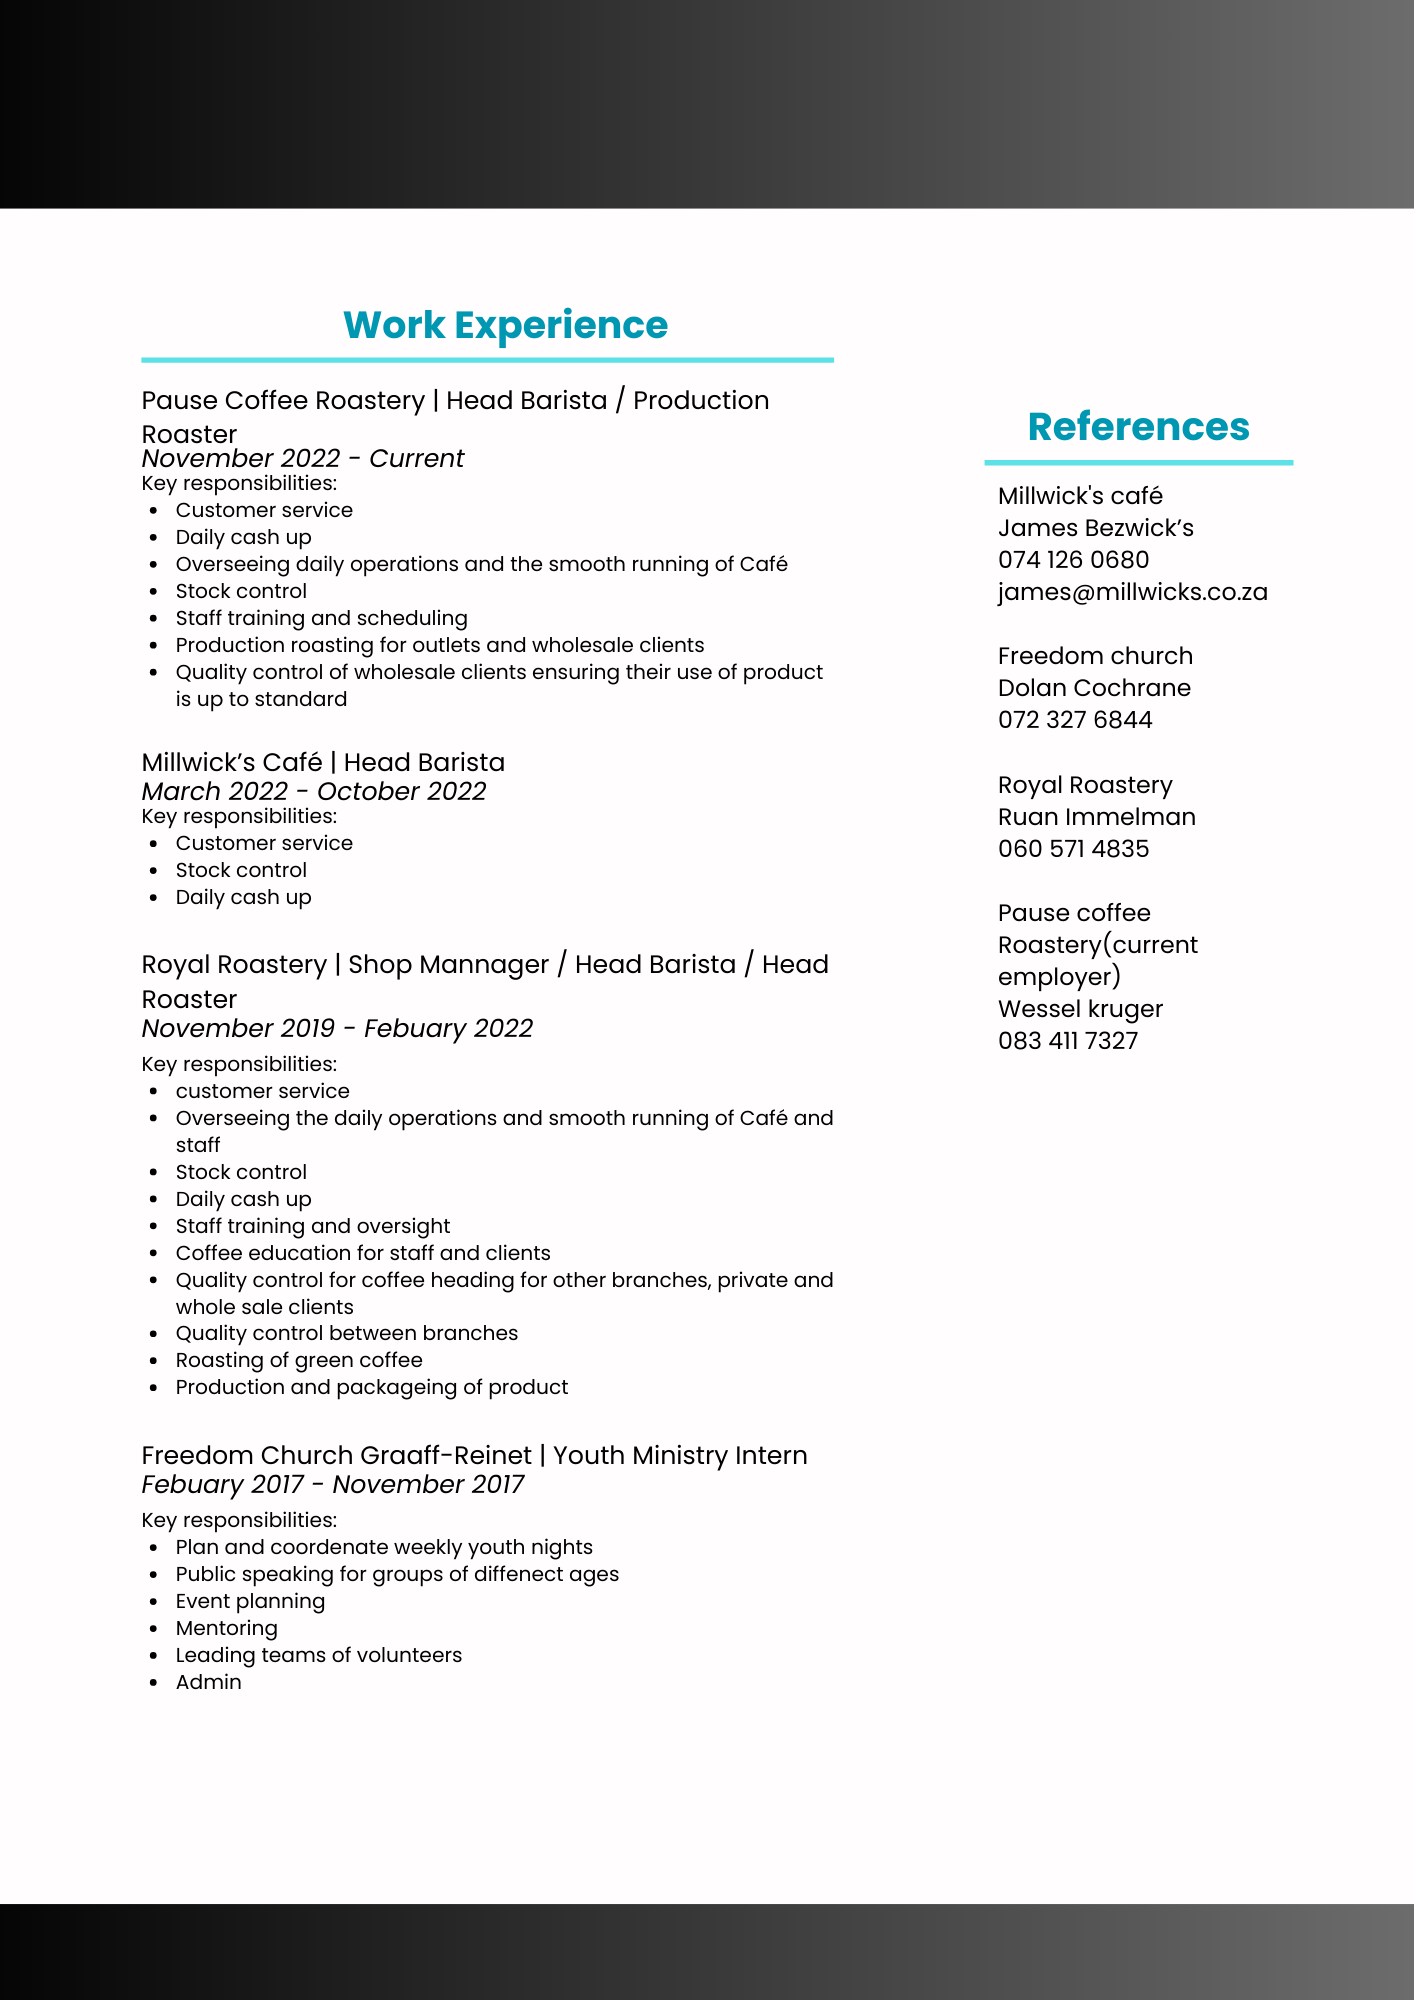 Work Experience
Pause Coffee Roastery | Head Barista / Production
Roaster
November 2022 - Current
Key responsibilities:
• Customer service
• Daily cash up
• Overseeing daily operations and the smooth running of Café
• Stock control
• Staff training and scheduling
• Production roasting for outlets and wholesale clients
• Quality control of wholesale clients ensuring their use of product
is up to standard
Millwick’s Café | Head Barista
March 2022 - October 2022
Key responsibilities:
• Customer service
• Stock control
• Daily cash up
Royal Roastery | Shop Mannager / Head Barista / Head
Roaster
November 2019 - Febuary 2022
Key responsibilities:
• customer service
• Overseeing the daily operations and smooth running of Café and
staff
• Stock control
• Daily cash up
• Staff training and oversight
• Coffee education for staff and clients
• Quality control for coffee heading for other branches, private and
whole sale clients
• Quality control between branches
• Roasting of green coffee
• Production and packageing of product
Freedom Church Graaff-Reinet | Youth Ministry Intern
Febuary 2017 - November 2017
Key responsibilities:
• Plan and coordenate weekly youth nights
• Public speaking for groups of diffenect ages
• Event planning
• Mentoring
• Leading teams of volunteers
• Admin
References
Millwick's café
James Bezwick’s
074 126 0680
james@millwicks.co.za
Freedom church
Dolan Cochrane
072 327 6844
Royal Roastery
Ruan Immelman
060 571 4835
Pause coffee
Roastery(current
employer)
Wessel kruger
083 411 7327